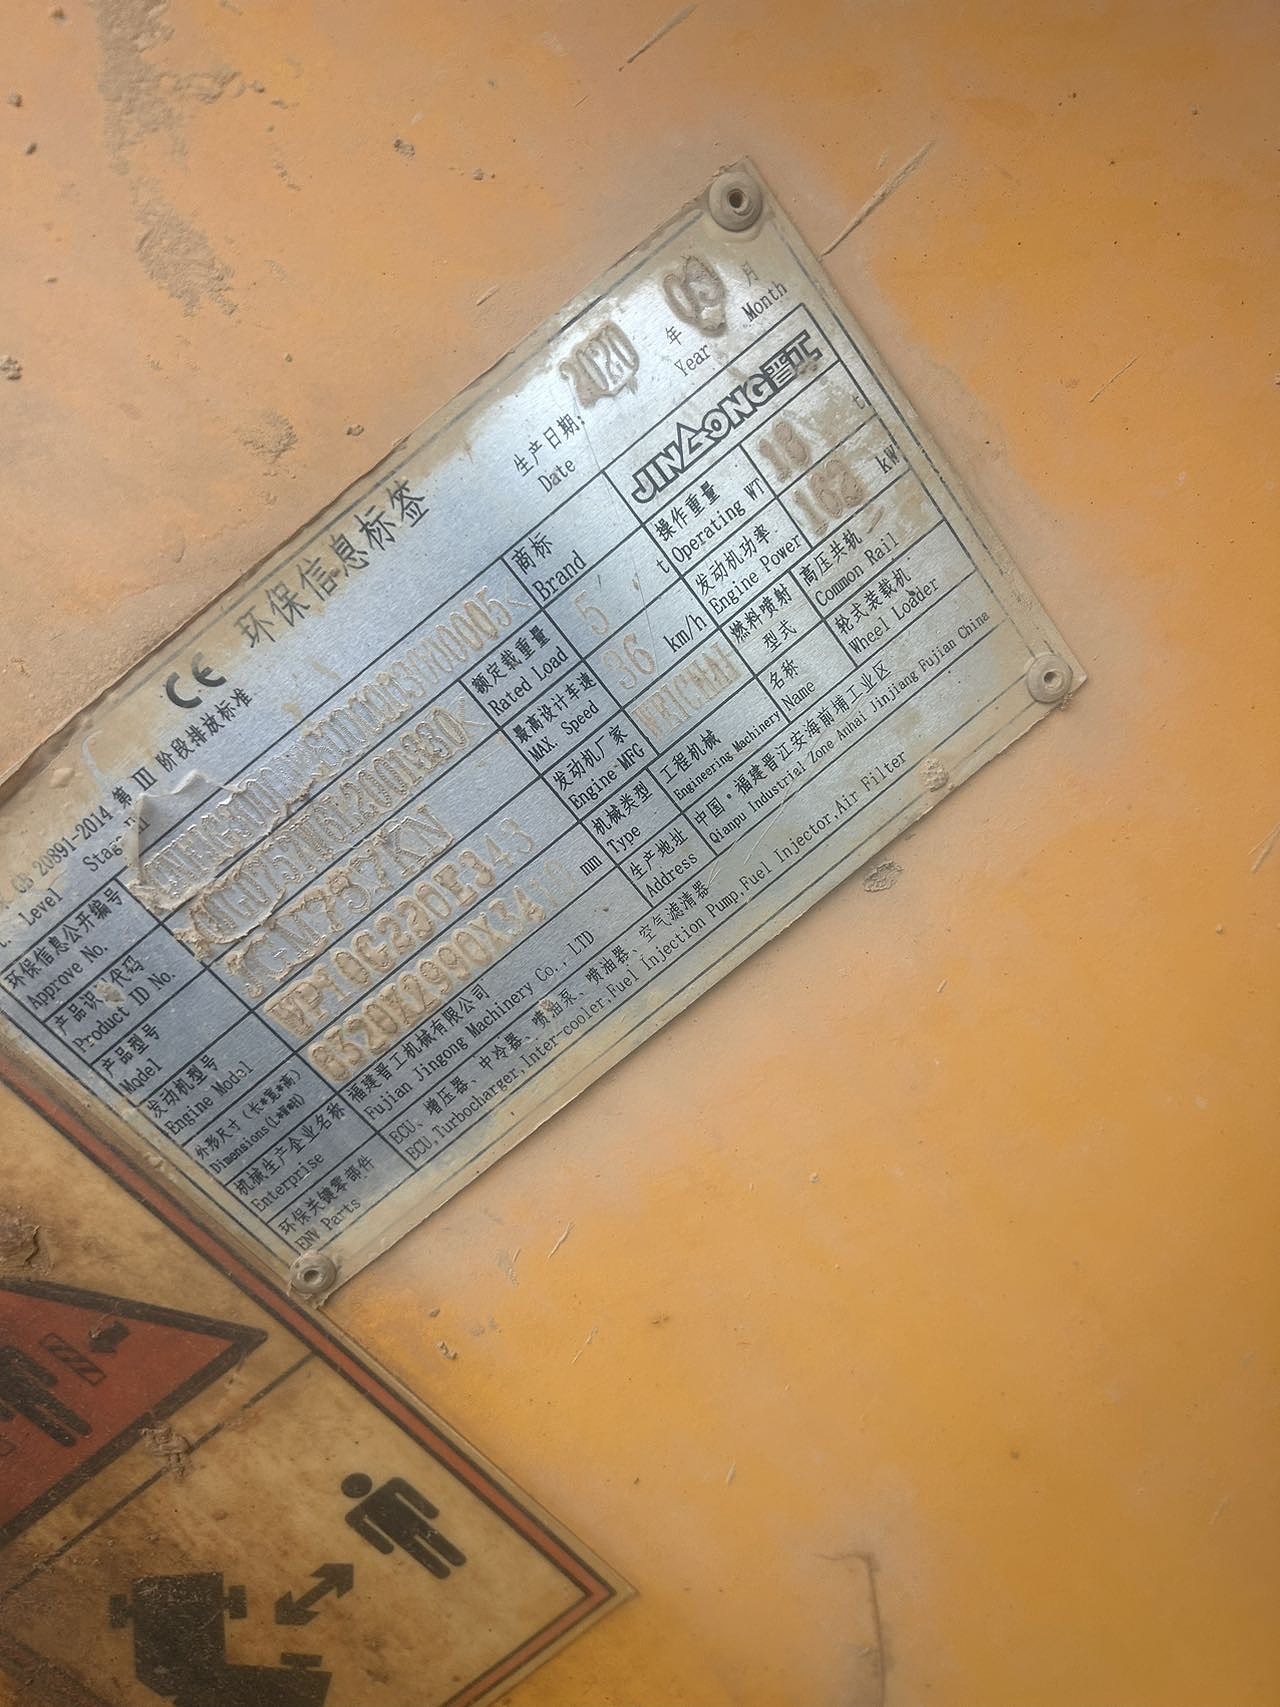 CE 环保信息标签
生产日期: 2020 年 09 月
Date Year Month
GB 20891-2014 第 III 阶段排放标准
Level Stage
环保信息公开编号
Approve No.
商标 JINGONG晋工
Brand
产品识 代码
Product ID No.
额定载重量 5 t
Rated Load
操作重量 t
Operating WT
产品型号 JGM757KN
Model
最高设计车速 36 km/h
MAX. Speed
发动机功率 162 kW
Engine Power
发动机型号 WP10G220E343
Engine Model
发动机厂家 WEICHAI
Engine MFG
燃料喷射型式 高压共轨
Common Rail
外形尺寸(长*宽*高) mm
Dimensions(L*W*H)
机械类型 工程机械
Type Engineering Machinery
名称 轮式装载机
Name Wheel Loader
机械生产企业名称 福建晋工机械有限公司
Enterprise Fujian Jingong Machinery Co., LTD
生产地址 中国·福建晋江安海前埔工业区
Address Qianpu Industrial Zone Anhai Jinjiang Fujian China
环保关键零部件 ECU、增压器、中冷器、喷油泵、喷油器、空气滤清器
ENV Parts ECU,Turbocharger,Inter-cooler,Fuel Injection Pump,Fuel Injector,Air Filter